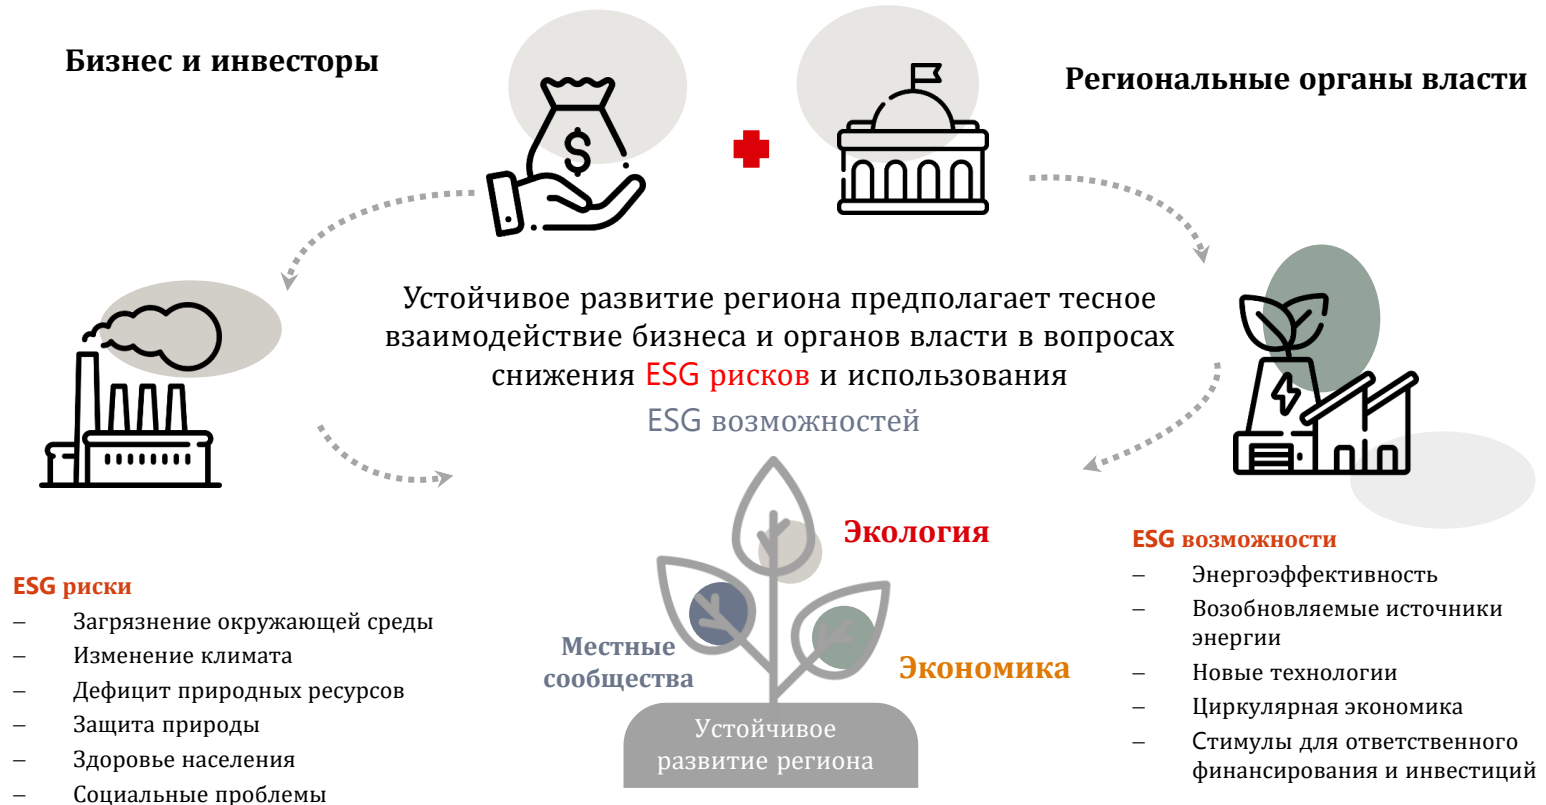 Бизнес и инвесторы
Региональные органы власти
$
Устойчивое развитие региона предполагает тесное
взаимодействие бизнеса и органов власти в вопросах
снижения ESG рисков и использования
ESG возможностей
ESG риски
– Загрязнение окружающей среды
– Изменение климата
– Дефицит природных ресурсов
– Защита природы
– Здоровье населения
– Социальные проблемы
Экология
Местные
сообщества
Экономика
Устойчивое
развитие региона
ESG возможности
– Энергоэффективность
– Возобновляемые источники
энергии
– Новые технологии
– Циркулярная экономика
– Стимулы для ответственного
финансирования и инвестиций